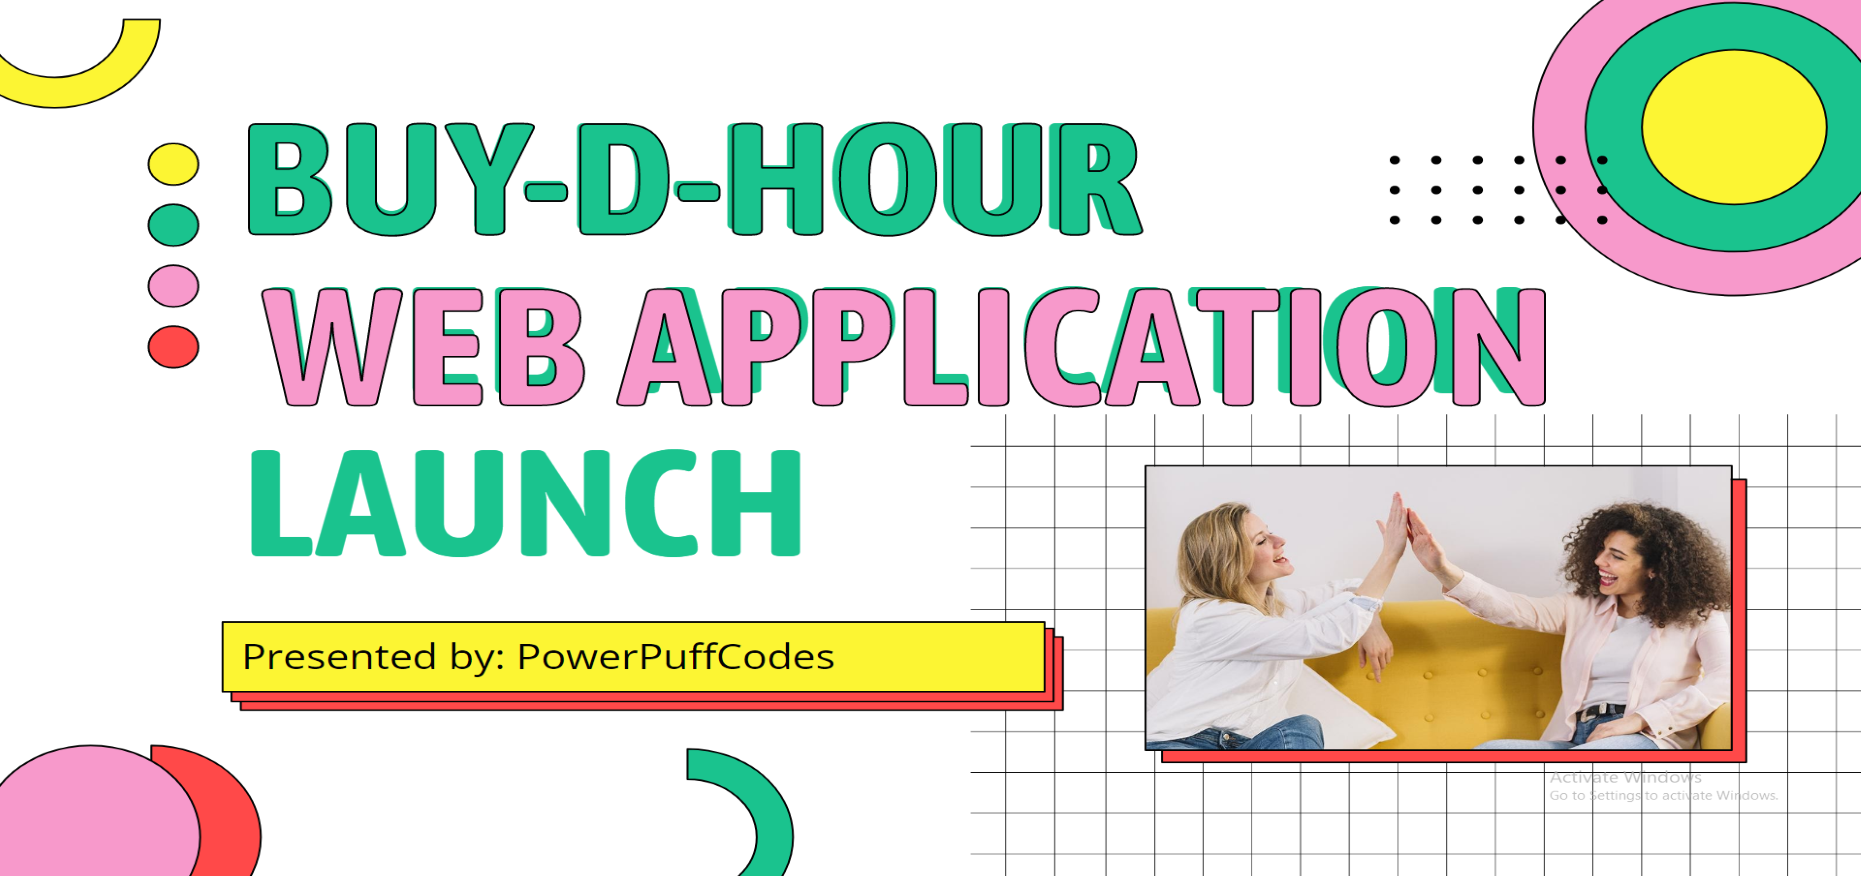 BUY-D-HOUR
WEB APPLICATION
LAUNCH
Presented by: PowerPuffCodes
Activate Windows
Go to Settings to activate Windows.